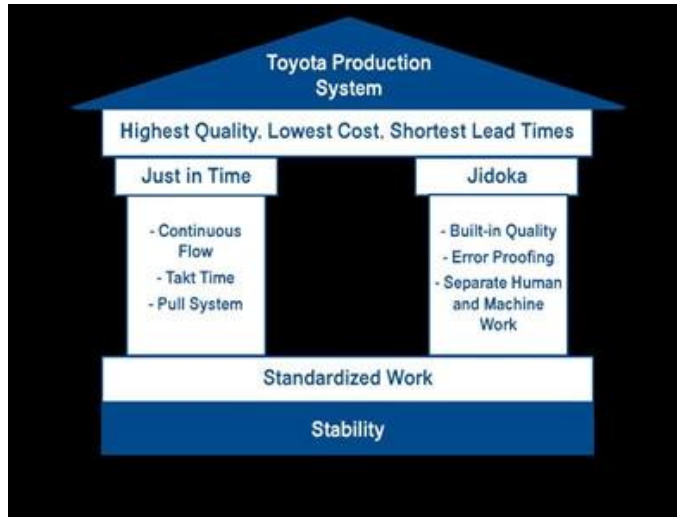 Toyota Production
System
Highest Quality, Lowest Cost, Shortest Lead Times
Just in Time
- Continuous
Flow
- Takt Time
- Pull System
Jidoka
- Built-in Quality
- Error Proofing
- Separate Human
and Machine
Work
Standardized Work
Stability